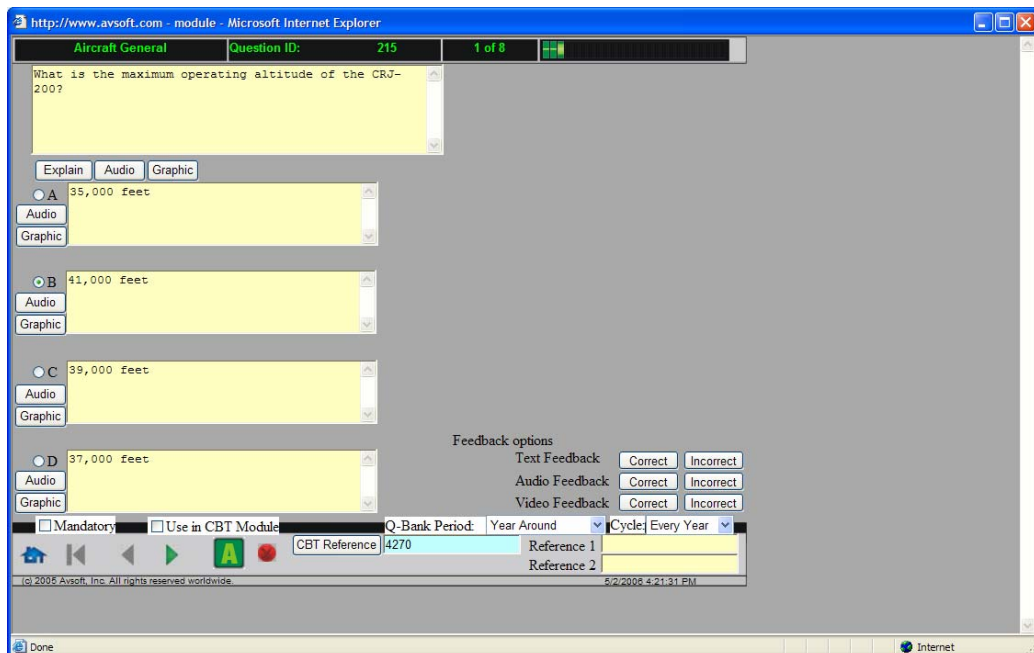 http://www.avsoft.com - module - Microsoft Internet Explorer
Aircraft General Question ID: 215 1 of 8
What is the maximum operating altitude of the CRJ-
200?
Explain Audio Graphic
A 35,000 feet
Audio
Graphic
B 41,000 feet
Audio
Graphic
C 39,000 feet
Audio
Graphic
Feedback options
D 37,000 feet
Text Feedback Correct Incorrect
Audio
Audio Feedback Correct Incorrect
Graphic
Video Feedback Correct Incorrect
Mandatory Use in CBT Module Q-Bank Period: Year Around Cycle: Every Year
A CBT Reference 4270 Reference 1
Reference 2
(c) 2005 Avsoft, Inc. All rights reserved worldwide. 5/2/2006 4:21:31 PM
Done Internet